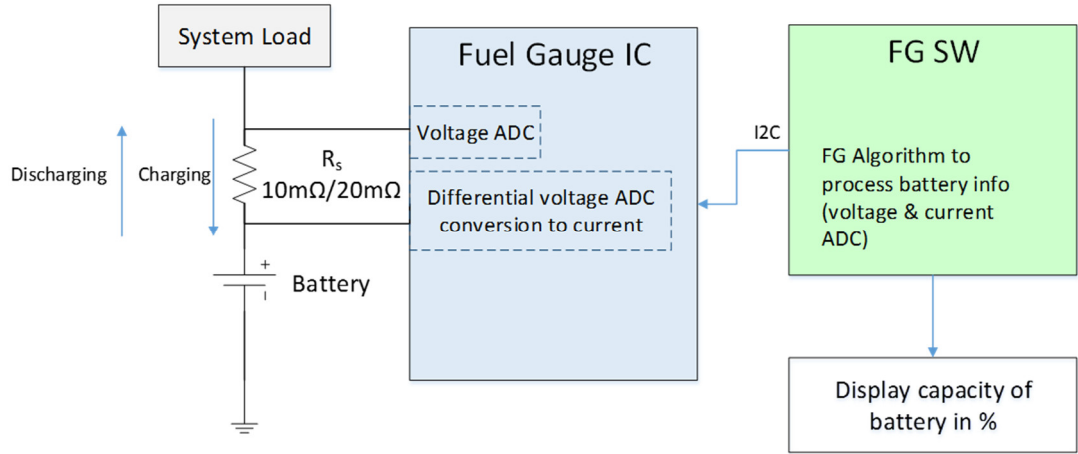 System Load
Fuel Gauge IC
FG SW
Voltage ADC
I2C
Discharging
Charging
Rs
10mΩ/20mΩ
Differential voltage ADC
conversion to current
FG Algorithm to
process battery info
(voltage & current
ADC)
+
Battery
Display capacity of
battery in %